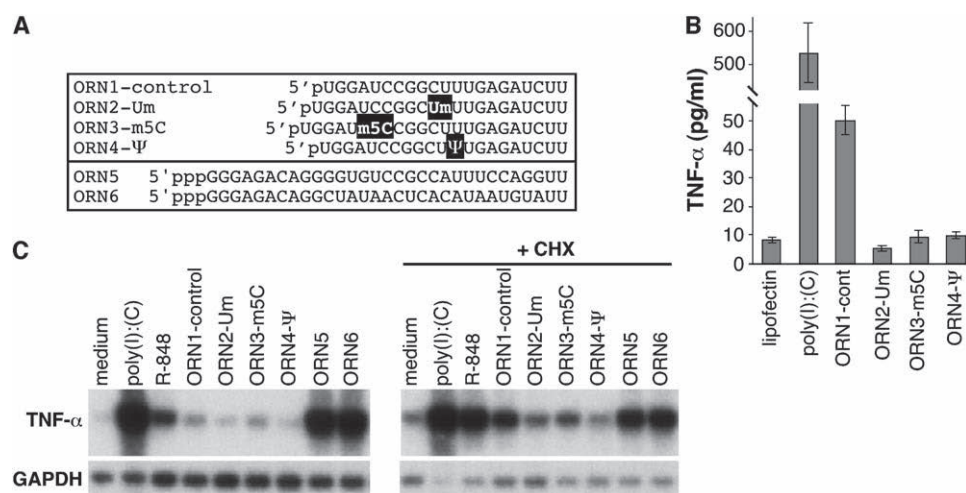 A
ORN1-control 5'pUGGAUCCGGCUUUGAGAUCUU
ORN2-Um 5'pUGGAUCCGGCUmUUGAGAUCUU
ORN3-m5C 5'pUGGAUm5CCGGCUUUGAGAUCUU
ORN4-Ψ 5'pUGGAUCCGGCUΨUGAGAUCUU
ORN5 5'pppGGGAGACAGGGGUGUCCGCCAUUUCCAGGUU
ORN6 5'pppGGGAGACAGGCUAUAACUCACAUAAUGUAUU
B
TNF-α (pg/ml)
600
500
50
40
30
20
10
0
lipofectin
poly(I):(C)
ORN1-cont
ORN2-Um
ORN3-m5C
ORN4-Ψ
C
+ CHX
medium
poly(I):(C)
R-848
ORN1-control
ORN2-Um
ORN3-m5C
ORN4-Ψ
ORN5
ORN6
medium
poly(I):(C)
R-848
ORN1-control
ORN2-Um
ORN3-m5C
ORN4-Ψ
ORN5
ORN6
TNF-α
GAPDH